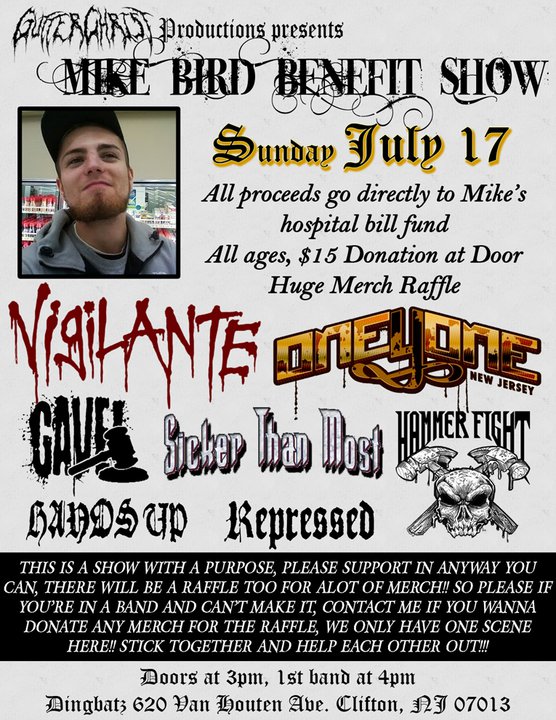 GUTTERCHRIST Productions presents
MIKE BIRD BENEFIT SHOW
Sunday July 17
All proceeds go directly to Mike's
hospital bill fund
All ages, $15 Donation at Door
Huge Merch Raffle
VigiLANTE
ONEYONE
NEW JERSEY
GAVEL
Sicker Than Most
HAMMER FIGHT
HANDS UP
Repressed
THIS IS A SHOW WITH A PURPOSE, PLEASE SUPPORT IN ANYWAY YOU
CAN, THERE WILL BE A RAFFLE TOO FOR ALOT OF MERCH!! SO PLEASE IF
YOU'RE IN A BAND AND CAN'T MAKE IT, CONTACT ME IF YOU WANNA
DONATE ANY MERCH FOR THE RAFFLE, WE ONLY HAVE ONE SCENE
HERE!! STICK TOGETHER AND HELP EACH OTHER OUT!!!
Doors at 3pm, 1st band at 4pm
Dingbatz 620 Van Houten Ave. Clifton, NJ 07013